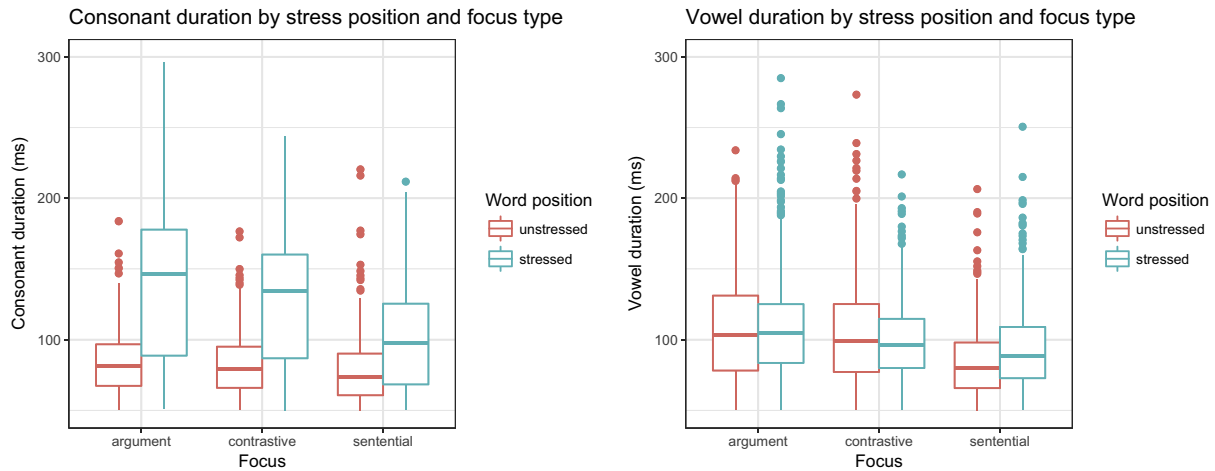 Consonant duration by stress position and focus type
300
200
100
Consonant duration (ms)
argument
contrastive
sentential
Focus
Word position
unstressed
stressed
Vowel duration by stress position and focus type
300
200
100
Vowel duration (ms)
argument
contrastive
sentential
Focus
Word position
unstressed
stressed